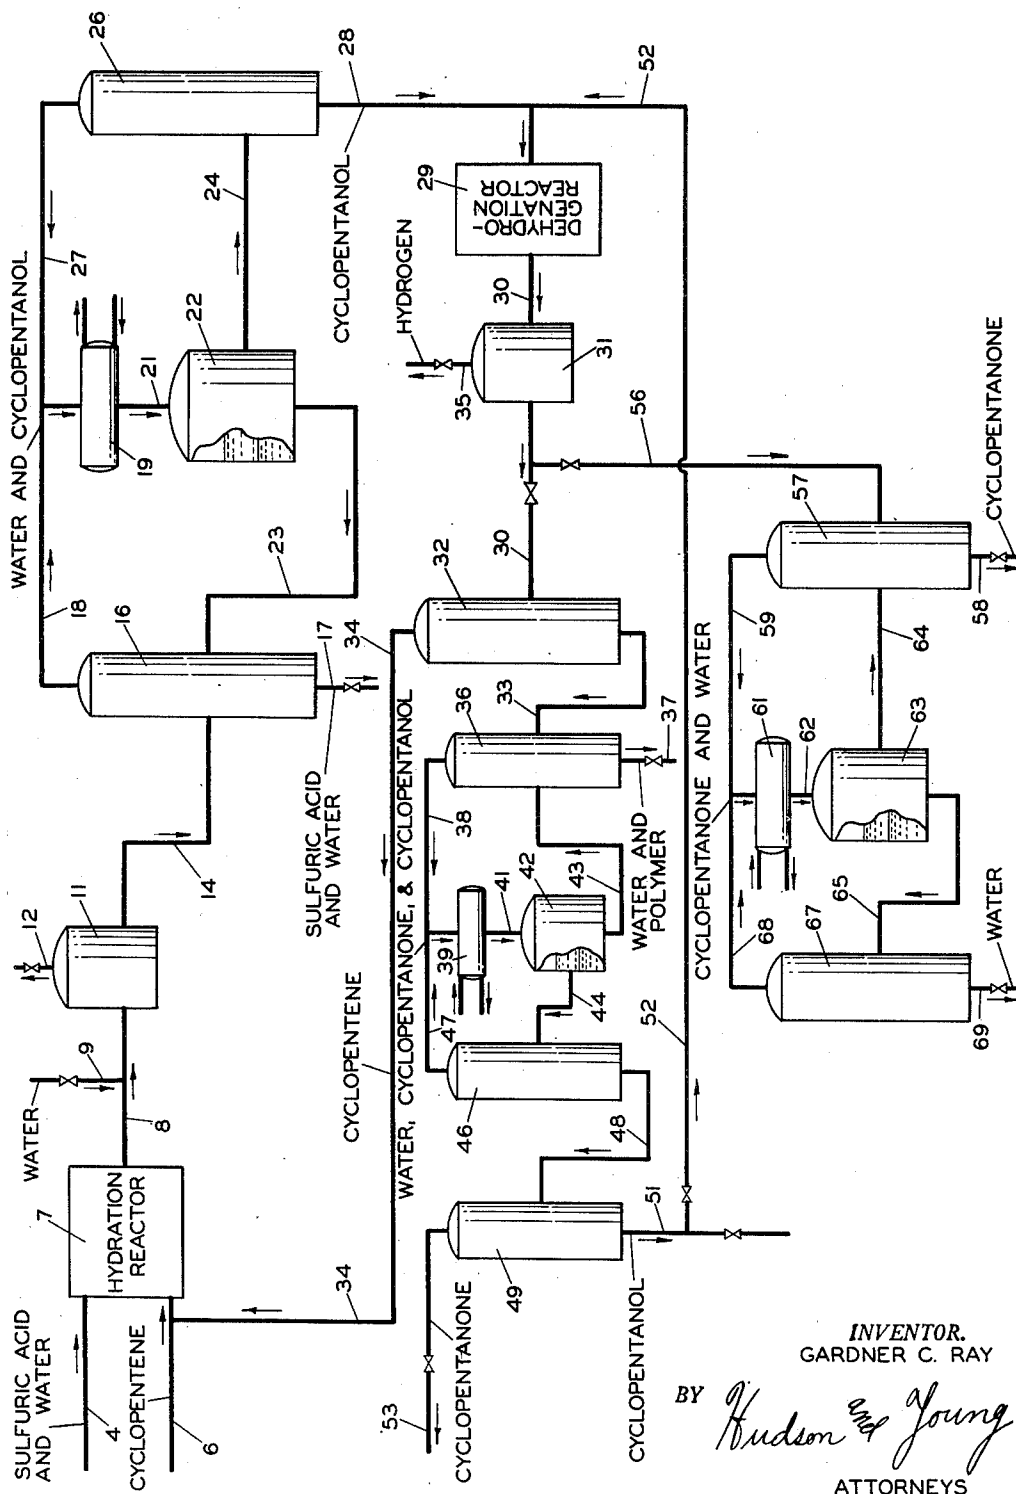 SULFURIC ACID
AND WATER
4
CYCLOPENTENE
6
7
HYDRATION
REACTOR
WATER
9
8
12
11
14
SULFURIC ACID
AND WATER
17
16
18
WATER AND CYCLOPENTANOL
23
19
21
22
27
24
26
CYCLOPENTANOL
28
52
29
DEHYDRO-
GENATION
REACTOR
30
HYDROGEN
35
31
56
30
32
34
33
CYCLOPENTENE
34
WATER, CYCLOPENTANONE, & CYCLOPENTANOL
36
37
38
WATER AND
POLYMER
39
41
42
43
44
47
46
48
49
51
52
CYCLOPENTANONE
53
CYCLOPENTANOL
CYCLOPENTANONE AND WATER
57
58
CYCLOPENTANONE
59
64
61
62
63
65
68
67
69
WATER
INVENTOR.
GARDNER C. RAY
BY Hudson and Young
ATTORNEYS